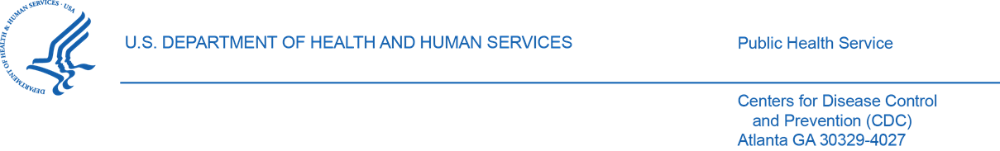 DEPARTMENT OF HEALTH & HUMAN SERVICES · USA
U.S. DEPARTMENT OF HEALTH AND HUMAN SERVICES
Public Health Service
Centers for Disease Control
and Prevention (CDC)
Atlanta GA 30329-4027